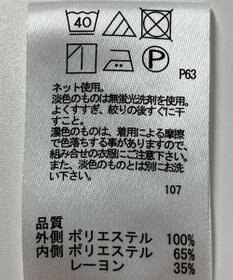 40
P
P63
ネット使用。
淡色のものは無蛍光洗剤を使用。
よくすすぎ、絞りの後すぐに干
すこと。
濃色のものは、着用による摩擦
で色落ちする事がありますので、
組み合せの衣服にご注意下さい。
また、淡色のものとは別にお洗
い下さい。
107
品質
外側 ポリエステル 100%
内側 ポリエステル 65%
レーヨン 35%